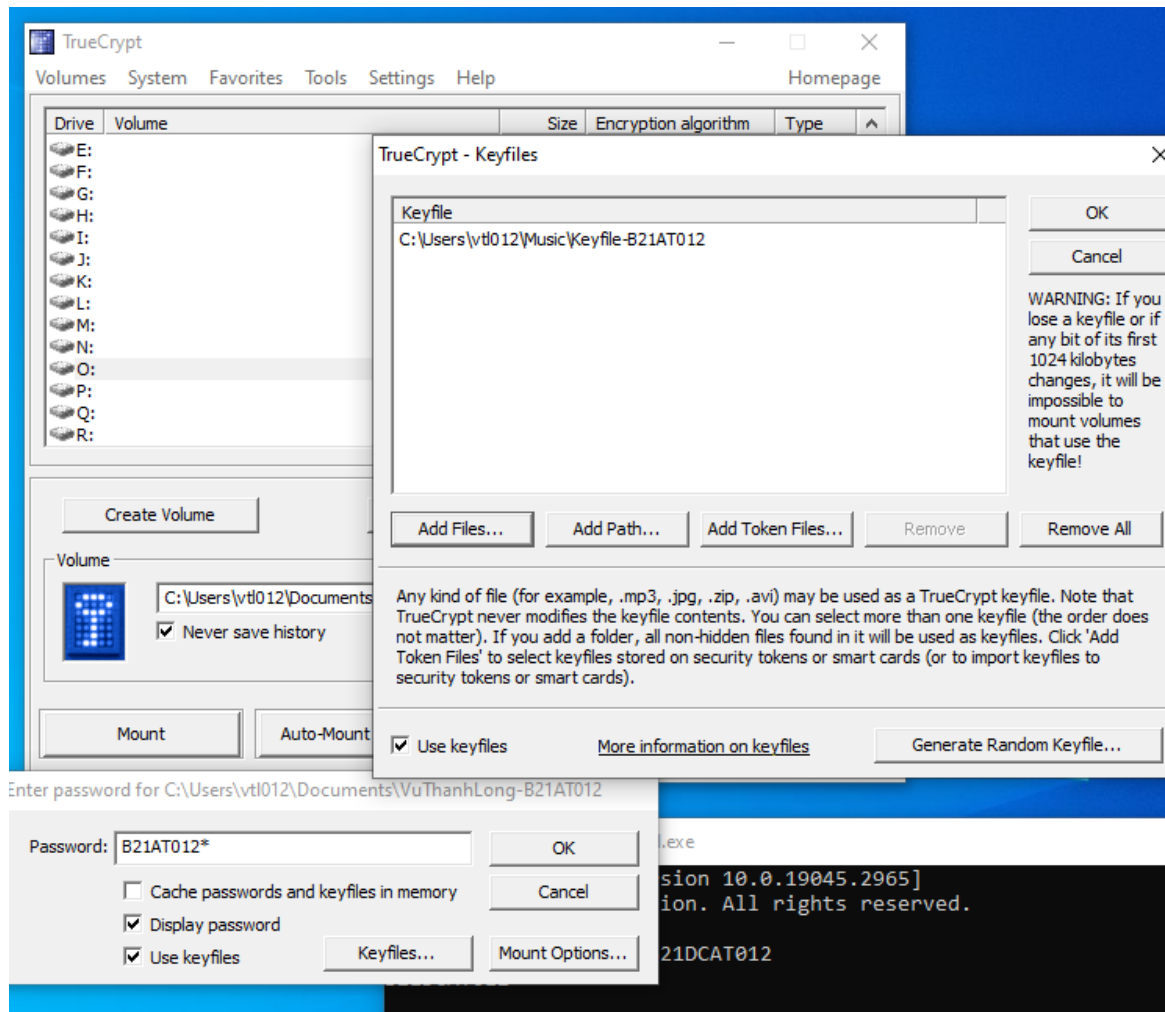 TrueCrypt
Volumes System Favorites Tools Settings Help Homepage
Drive Volume Size Encryption algorithm Type
E:
F:
G:
H:
I:
J:
K:
L:
M:
N:
O:
P:
Q:
R:
Create Volume
Volume
C:\Users\vtl012\Documents
Never save history
Mount Auto-Mount
TrueCrypt - Keyfiles
Keyfile
C:\Users\vtl012\Music\Keyfile-B21AT012
OK
Cancel
WARNING: If you
lose a keyfile or if
any bit of its first
1024 kilobytes
changes, it will be
impossible to
mount volumes
that use the
keyfile!
Add Files... Add Path... Add Token Files... Remove Remove All
Any kind of file (for example, .mp3, .jpg, .zip, .avi) may be used as a TrueCrypt keyfile. Note that
TrueCrypt never modifies the keyfile contents. You can select more than one keyfile (the order does
not matter). If you add a folder, all non-hidden files found in it will be used as keyfiles. Click 'Add
Token Files' to select keyfiles stored on security tokens or smart cards (or to import keyfiles to
security tokens or smart cards).
Use keyfiles More information on keyfiles Generate Random Keyfile...
Enter password for C:\Users\vtl012\Documents\VuThanhLong-B21AT012
Password: B21AT012* OK
Cache passwords and keyfiles in memory Cancel
Display password
Use keyfiles Keyfiles... Mount Options...
.exe
sion 10.0.19045.2965]
ion. All rights reserved.
21DCAT012